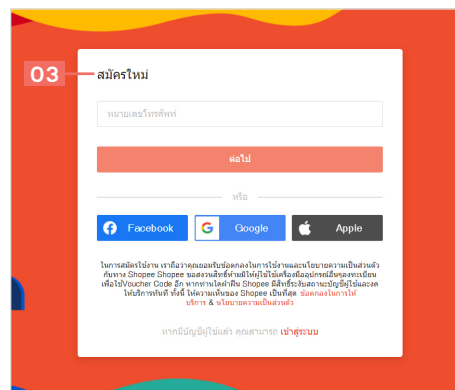 03
สมัครใหม่
หมายเลขโทรศัพท์
ต่อไป
หรือ
Facebook
Google
Apple
ในการสมัครใช้งาน เราถือว่าคุณยอมรับข้อตกลงในการใช้งานและนโยบายความเป็นส่วนตัว
กับทาง Shopee Shopee ขอสงวนสิทธิ์ห้ามมิให้ผู้ใช้ใช้เครื่องมืออุปกรณ์อื่นๆลงทะเบียน
เพื่อใช้Voucher Code อีก หากท่านใดฝ่าฝืน Shopee มีสิทธิ์ระงับสถานะบัญชีผู้ใช้และงด
ให้บริการทันที ทั้งนี้ ให้ความเห็นของ Shopee เป็นที่สุด ข้อตกลงในการให้
บริการ & นโยบายความเป็นส่วนตัว
หากมีบัญชีผู้ใช้แล้ว คุณสามารถ เข้าสู่ระบบ